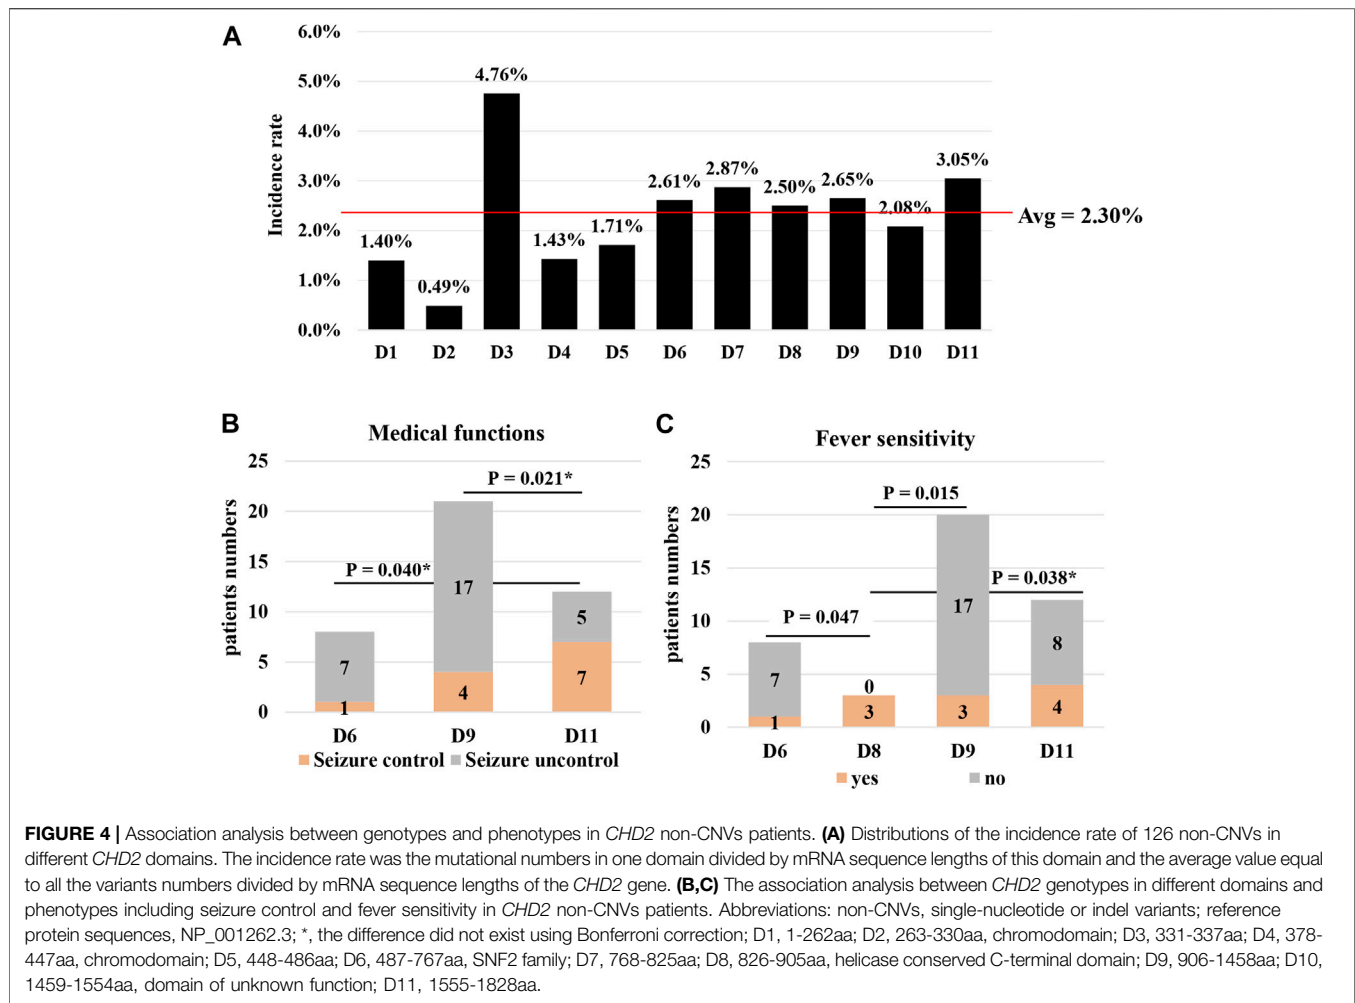 A
6.0%
5.0%
4.0%
3.0%
2.0%
1.0%
0.0%
Incidence rate
1.40%
0.49%
4.76%
1.43%
1.71%
2.61%
2.87%
2.50%
2.65%
2.08%
3.05%
Avg = 2.30%
D1 D2 D3 D4 D5 D6 D7 D8 D9 D10 D11
B
Medical functions
25
20
15
10
5
0
patients numbers
P = 0.021*
P = 0.040*
7
1
17
4
5
7
D6 D9 D11
Seizure control Seizure uncontrol
C
Fever sensitivity
25
20
15
10
5
0
patients numbers
P = 0.015
P = 0.038*
P = 0.047
7
1
0
3
17
3
8
4
D6 D8 D9 D11
yes no
FIGURE 4 | Association analysis between genotypes and phenotypes in CHD2 non-CNVs patients. (A) Distributions of the incidence rate of 126 non-CNVs in
different CHD2 domains. The incidence rate was the mutational numbers in one domain divided by mRNA sequence lengths of this domain and the average value equal
to all the variants numbers divided by mRNA sequence lengths of the CHD2 gene. (B,C) The association analysis between CHD2 genotypes in different domains and
phenotypes including seizure control and fever sensitivity in CHD2 non-CNVs patients. Abbreviations: non-CNVs, single-nucleotide or indel variants; reference
protein sequences, NP_001262.3; *, the difference did not exist using Bonferroni correction; D1, 1-262aa; D2, 263-330aa, chromodomain; D3, 331-337aa; D4, 378-
447aa, chromodomain; D5, 448-486aa; D6, 487-767aa, SNF2 family; D7, 768-825aa; D8, 826-905aa, helicase conserved C-terminal domain; D9, 906-1458aa; D10,
1459-1554aa, domain of unknown function; D11, 1555-1828aa.